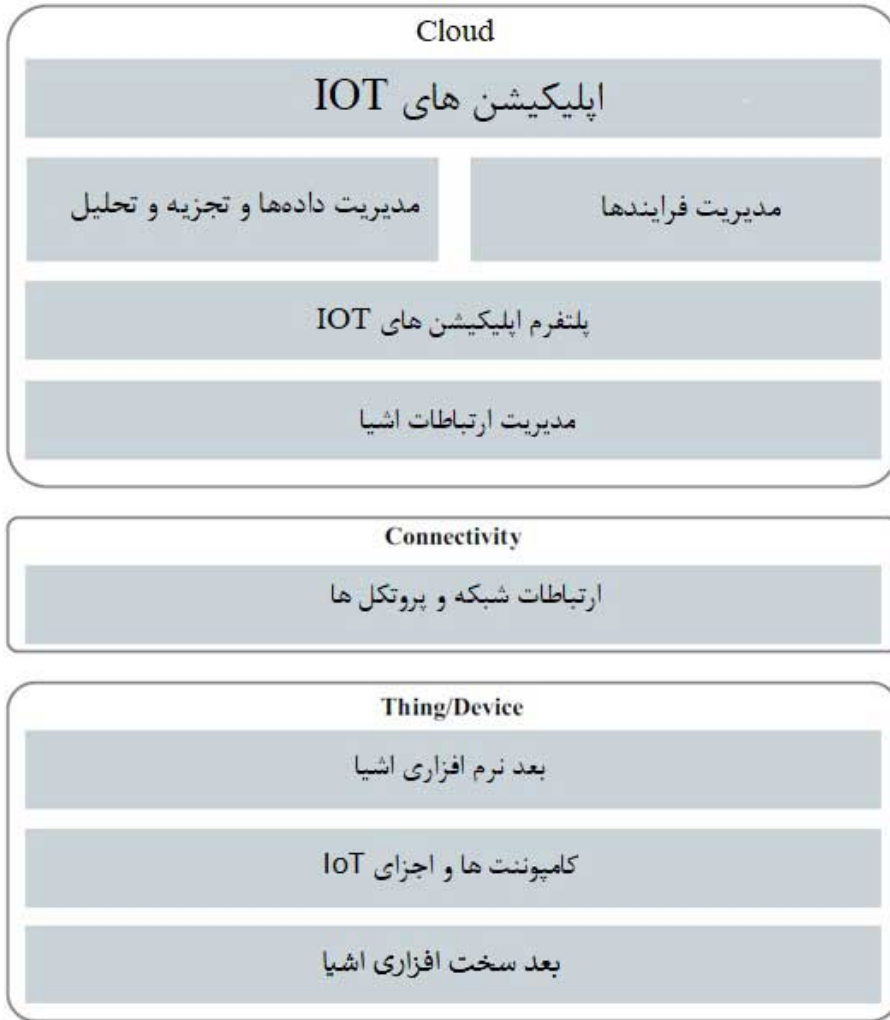 Cloud
اپلیکیشن های IOT
مدیریت فرایندها
مدیریت داده‌ها و تجزیه و تحلیل
پلتفرم اپلیکیشن های IOT
مدیریت ارتباطات اشیا
Connectivity
ارتباطات شبکه و پروتکل ها
Thing/Device
بعد نرم افزاری اشیا
کامپوننت ها و اجزای IoT
بعد سخت افزاری اشیا